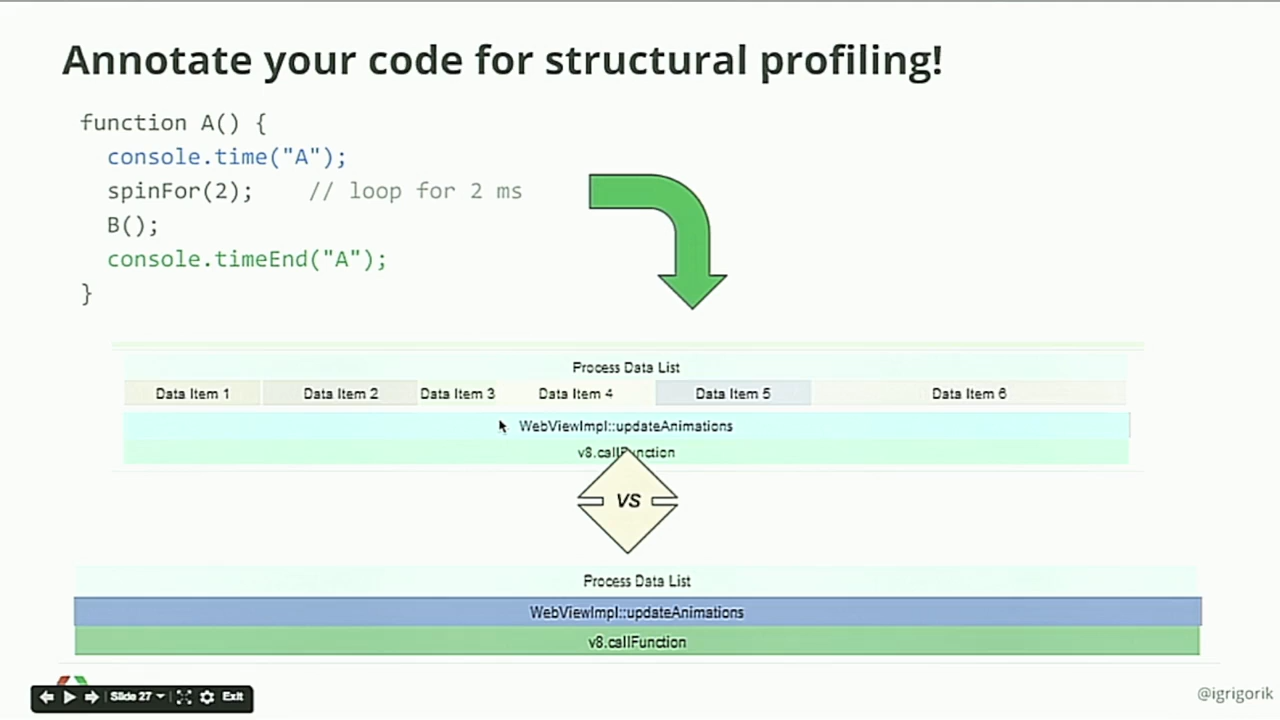 Annotate your code for structural profiling!
function A() {
console.time("A");
spinFor(2);    // loop for 2 ms
B();
console.timeEnd("A");
}
Process Data List
Data Item 1 Data Item 2 Data Item 3 Data Item 4 Data Item 5 Data Item 6
WebViewImpl::updateAnimations
v8.callFunction
VS
Process Data List
WebViewImpl::updateAnimations
v8.callFunction
Slide 27 Exit
@igrigorik